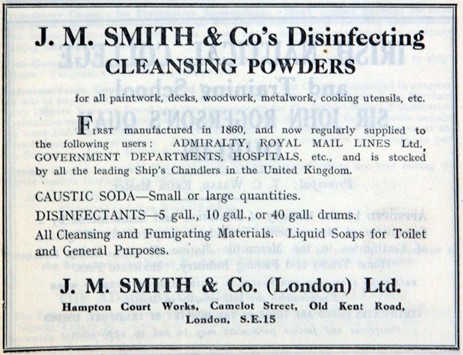 J. M. SMITH & Co's Disinfecting
CLEANSING POWDERS
for all paintwork, decks, woodwork, metalwork, cooking utensils, etc.
FIRST manufactured in 1860, and now regularly supplied to
the following users: ADMIRALTY, ROYAL MAIL LINES Ltd.
GOVERNMENT DEPARTMENTS, HOSPITALS, etc., and is stocked
by all the leading Ship's Chandlers in the United Kingdom.
CAUSTIC SODA—Small or large quantities.
DISINFECTANTS—5 gall., 10 gall., or 40 gall. drums.
All Cleansing and Fumigating Materials. Liquid Soaps for Toilet
and General Purposes.
J. M. SMITH & Co. (London) Ltd.
Hampton Court Works, Camelot Street, Old Kent Road,
London, S.E.15